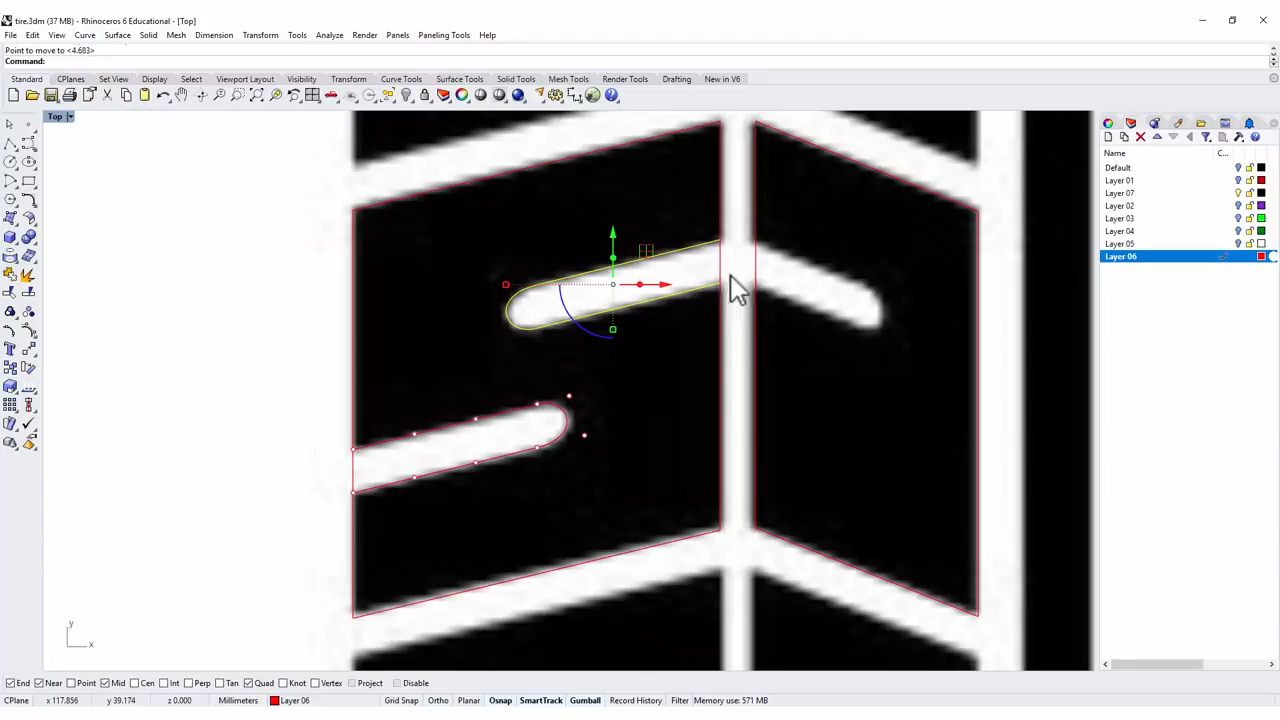 tire.3dm (37 MB) - Rhinoceros 6 Educational - [Top]
File Edit View Curve Surface Solid Mesh Dimension Transform Tools Analyze Render Panels Paneling Tools Help
Point to move to <4.683>
Command:
Standard CPlanes Set View Display Select Viewport Layout Visibility Transform Curve Tools Surface Tools Solid Tools Mesh Tools Render Tools Drafting New in V6
Top
Name C...
Default
Layer 01
Layer 07
Layer 02
Layer 03
Layer 04
Layer 05
Layer 06
y
x
End Near Point Mid Cen Int Perp Tan Quad Knot Vertex Project Disable
CPlane x 117.856 y 39.174 z 0.000 Millimeters Layer 06 Grid Snap Ortho Planar Osnap SmartTrack Gumball Record History Filter Memory use: 571 MB